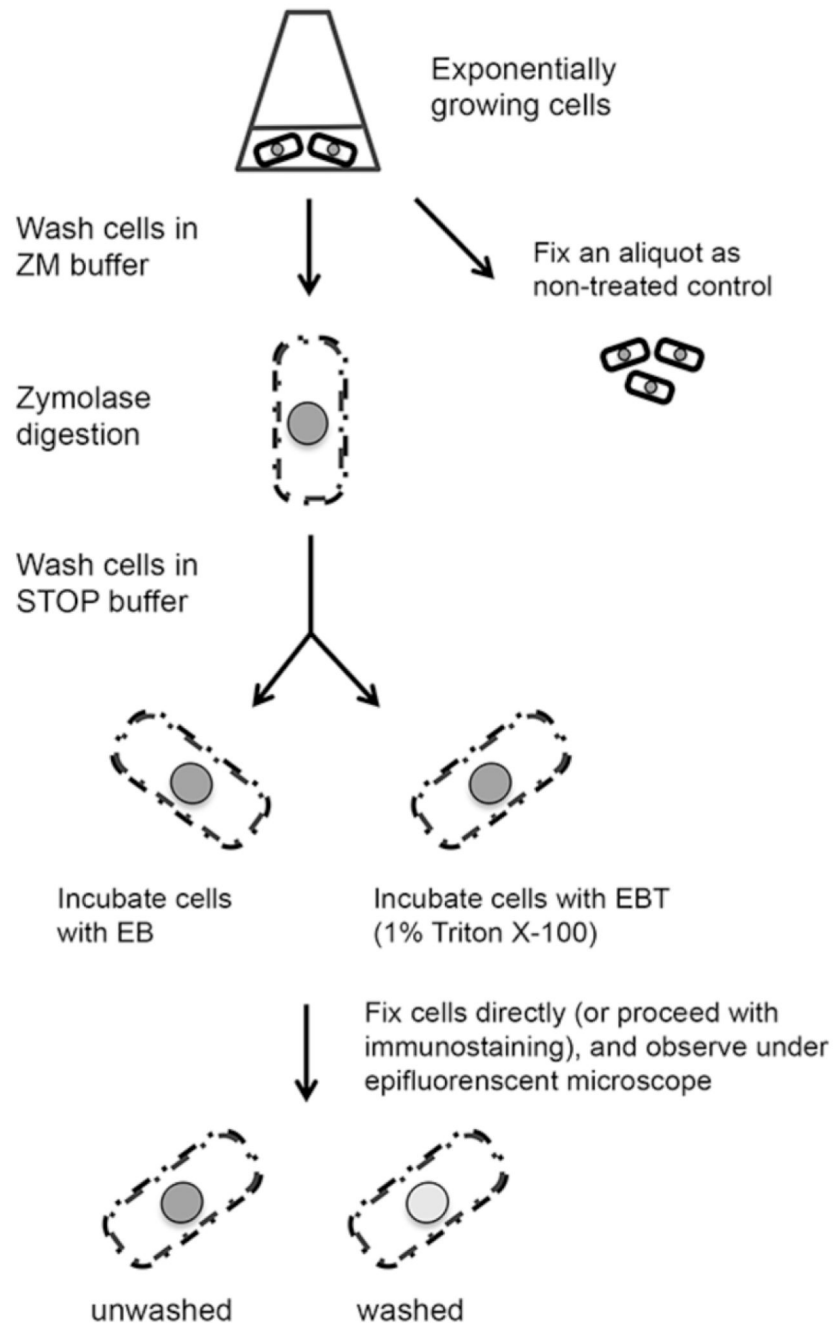 Exponentially
growing cells
Wash cells in
ZM buffer
Fix an aliquot as
non-treated control
Zymolase
digestion
Wash cells in
STOP buffer
Incubate cells
with EB
Incubate cells with EBT
(1% Triton X-100)
Fix cells directly (or proceed with
immunostaining), and observe under
epifluorenscent microscope
unwashed
washed